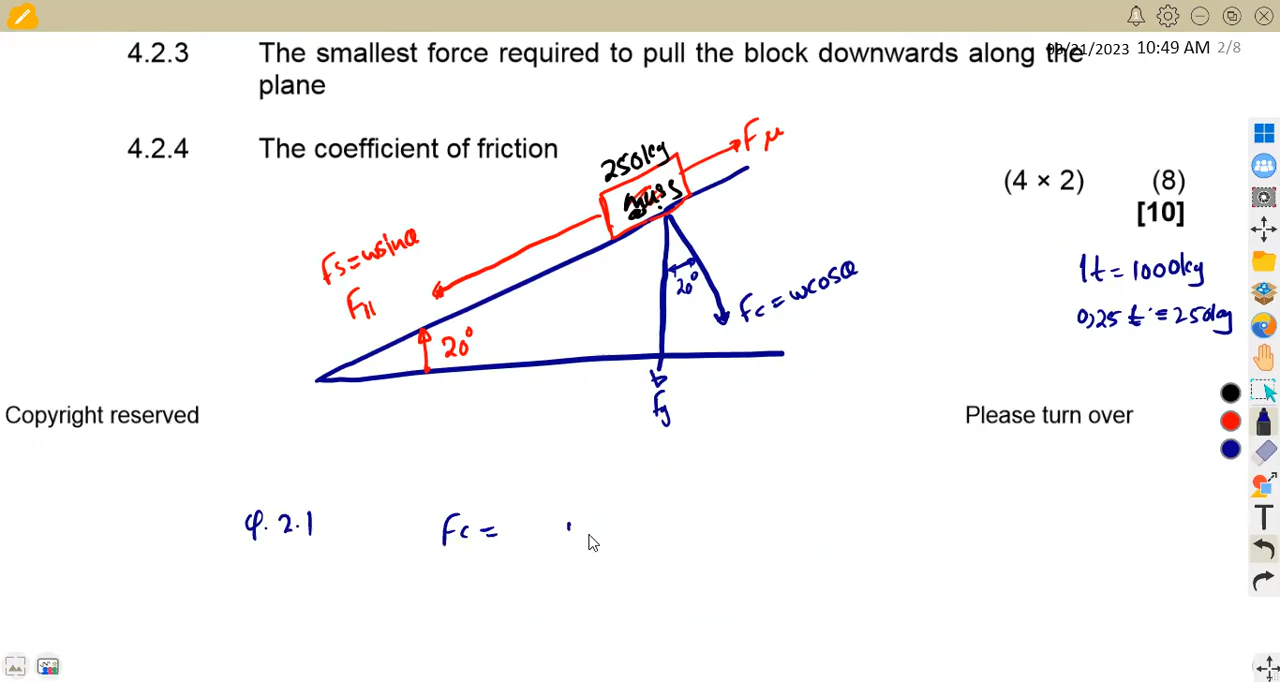 4.2.3 The smallest force required to pull the block downwards along the
plane
03/21/2023 10:49 AM 2/8
4.2.4 The coefficient of friction
(4 × 2) (8)
[10]
250kg
mass
Fμ
Fs=wsinθ
F||
20°
20°
Fc=wcosθ
Fg
1t = 1000kg
0,25 t = 250kg
Copyright reserved Please turn over
4.2.1 Fc =
T